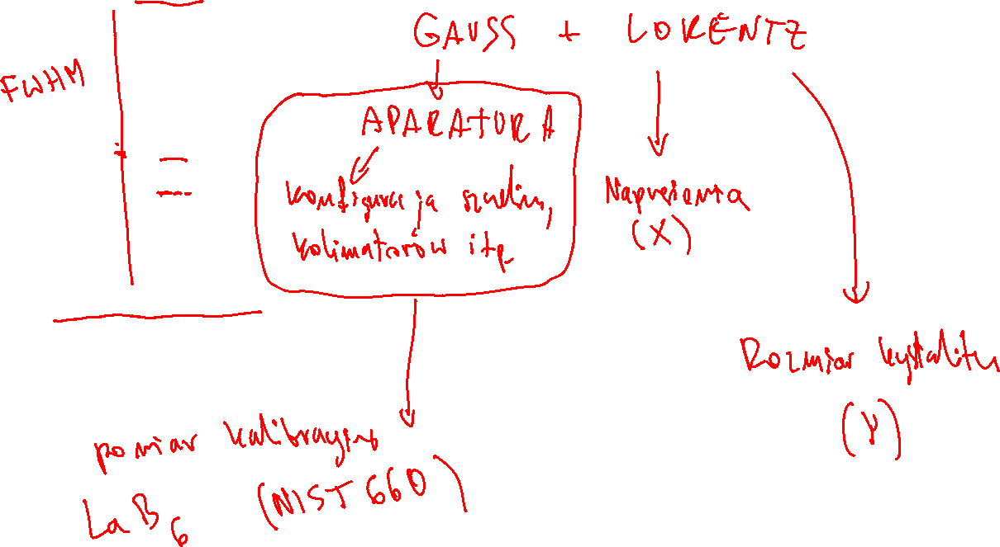 GAUSS + LORENTZ
FWHM
=
APARATURA
konfiguracja szczelin,
kolimatorów itp.
Naprężenia
(X)
Rozmiar krystalitu
(Y)
pomiar kalibracyjny
LaB6 (NIST 660)